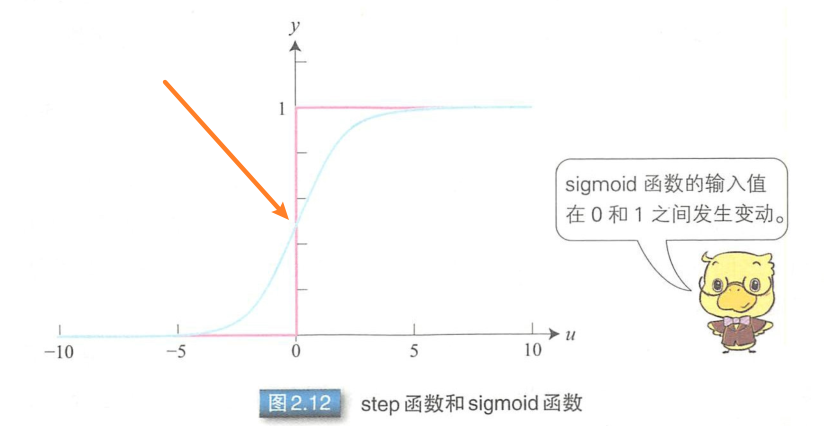 y
1
sigmoid 函数的输入值
在 0 和 1 之间发生变动。
u
−10
−5
0
5
10
图2.12 step 函数和 sigmoid 函数